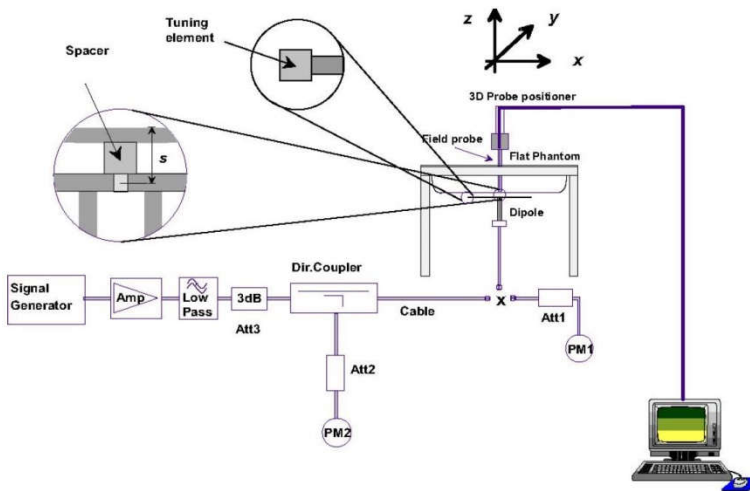 Tuning
element
Spacer
s
z
y
x
3D Probe positioner
Field probe
Flat Phantom
Dipole
Dir.Coupler
Signal
Generator
Amp
Low
Pass
3dB
Att3
Cable
x
Att1
PM1
Att2
PM2